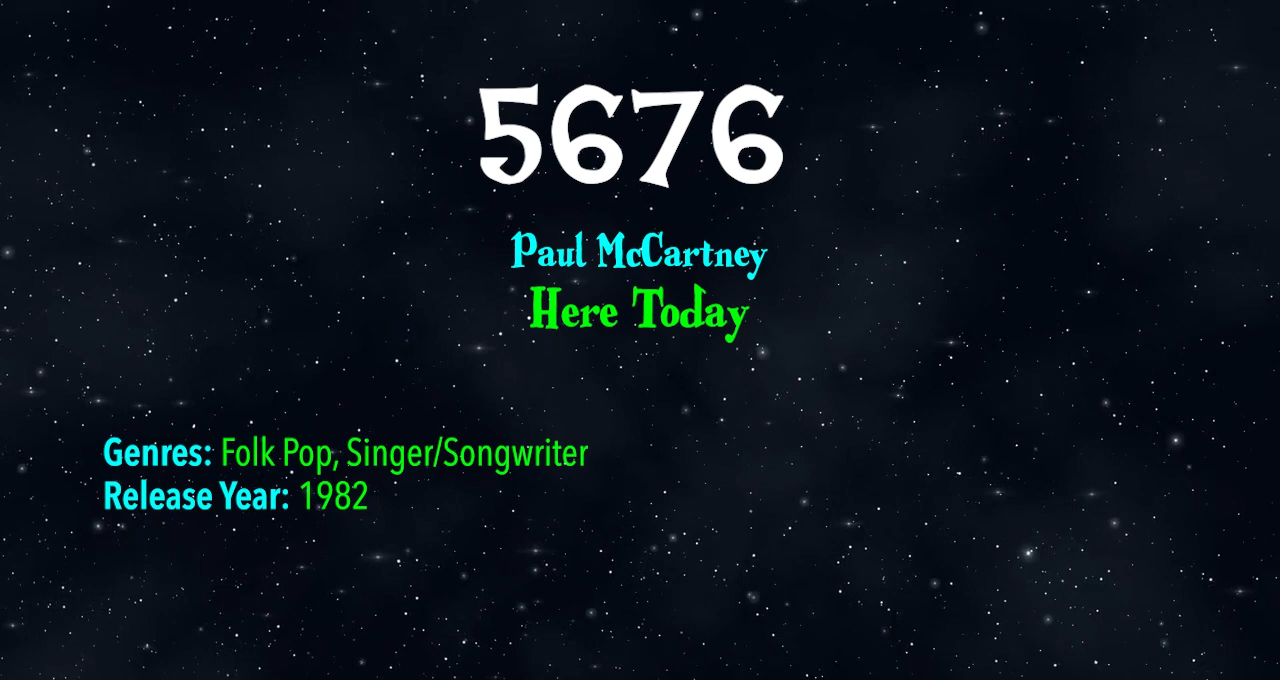 5676
Paul McCartney
Here Today
Genres: Folk Pop, Singer/Songwriter
Release Year: 1982